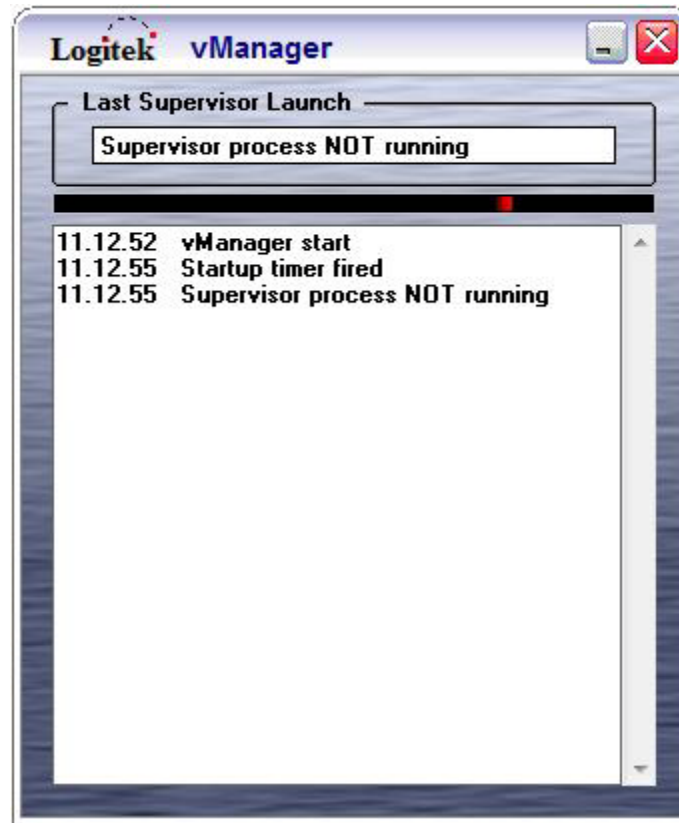 Logitek vManager
Last Supervisor Launch
Supervisor process NOT running
11.12.52 vManager start
11.12.55 Startup timer fired
11.12.55 Supervisor process NOT running